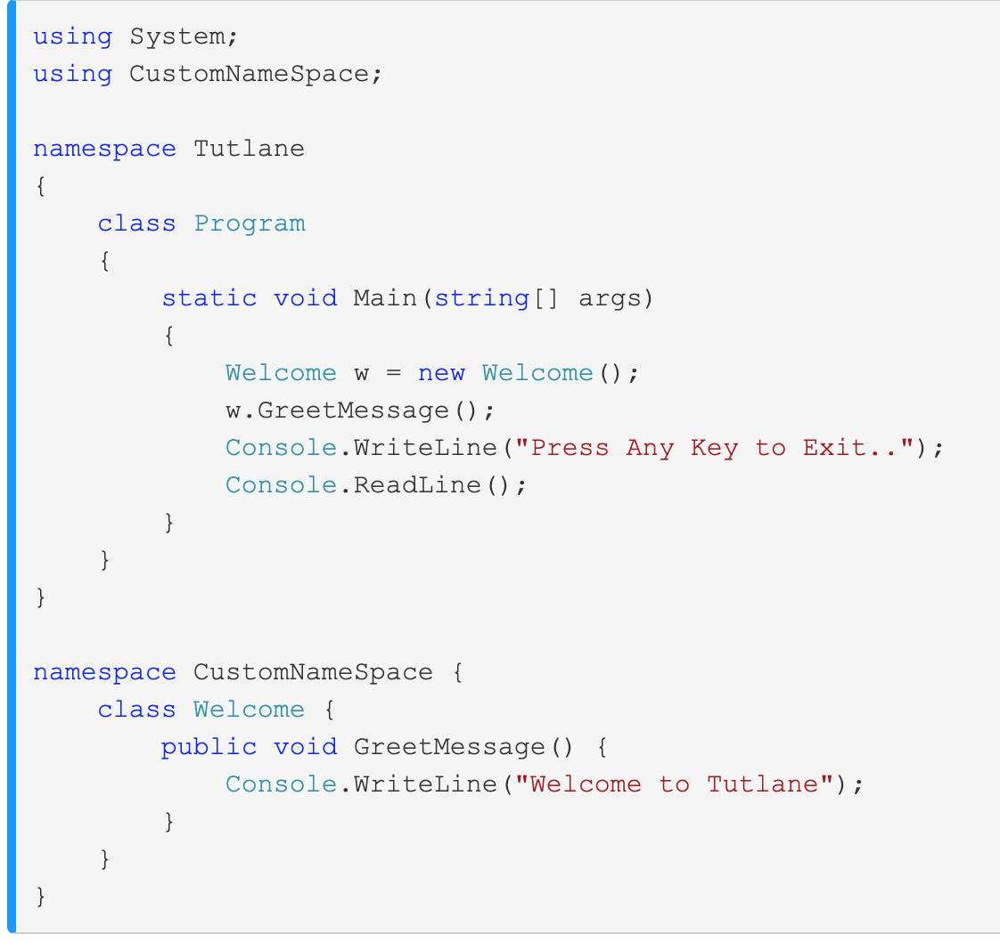 using System;
using CustomNameSpace;

namespace Tutlane
{
    class Program
    {
        static void Main(string[] args)
        {
            Welcome w = new Welcome();
            w.GreetMessage();
            Console.WriteLine("Press Any Key to Exit..");
            Console.ReadLine();
        }
    }
}

namespace CustomNameSpace {
    class Welcome {
        public void GreetMessage() {
            Console.WriteLine("Welcome to Tutlane");
        }
    }
}